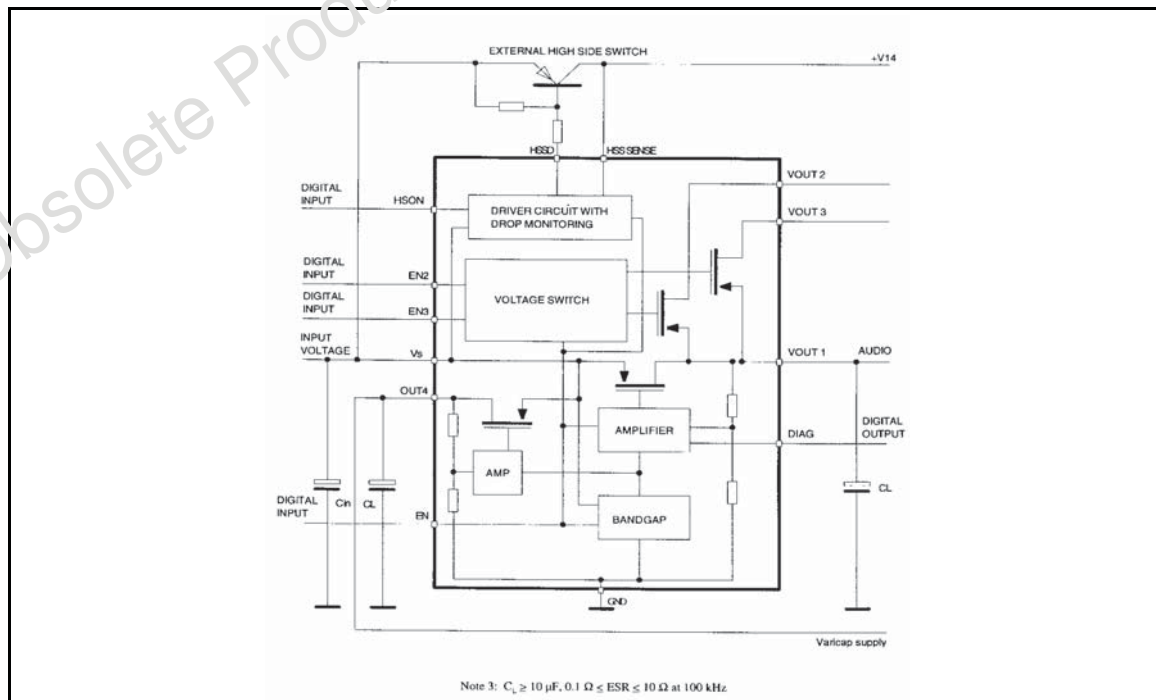 Obsolete Produ
EXTERNAL HIGH SIDE SWITCH
+V14
HSSD
HSS SENSE
VOUT 2
DIGITAL
INPUT
HSON
DRIVER CIRCUIT WITH
DROP MONITORING
VOUT 3
DIGITAL
INPUT
EN2
DIGITAL
INPUT
EN3
VOLTAGE SWITCH
INPUT
VOLTAGE
Vs
VOUT 1
AUDIO
OUT4
AMPLIFIER
DIAG
DIGITAL
OUTPUT
AMP
Cin
CL
CL
DIGITAL
INPUT
EN
BANDGAP
GND
Varicap supply
Note 3: CL ≥ 10 µF, 0.1 Ω ≤ ESR ≤ 10 Ω at 100 kHz